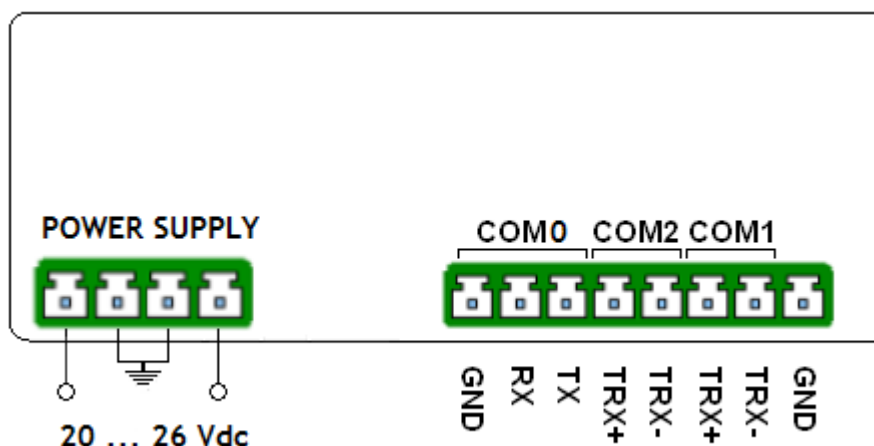 POWER SUPPLY
COM0 COM2 COM1
GND RX TX TRX+ TRX- TRX+ TRX- GND
20 ... 26 Vdc